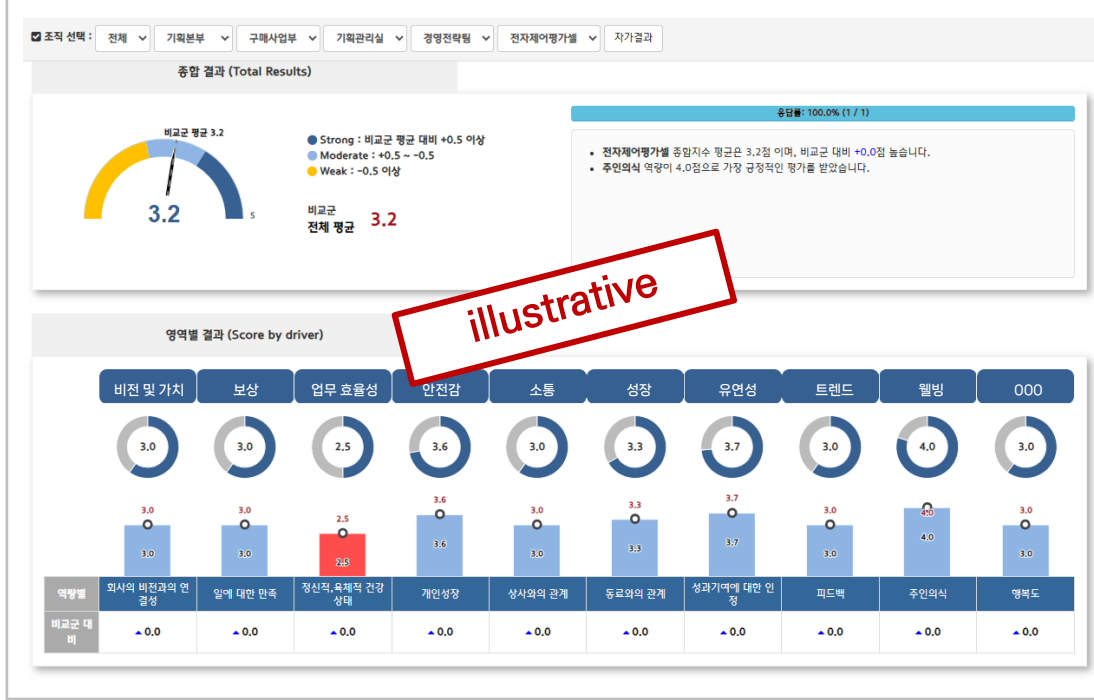 조직 선택 : 전체 기획본부 구매사업부 기획관리실 경영전략팀 전자제어평가셀 자가결과
종합 결과 (Total Results)
비교군 평균 3.2
3.2
5
Strong : 비교군 평균 대비 +0.5 이상
Moderate : +0.5 ~ -0.5
Weak : -0.5 이상
비교군
전체 평균 3.2
응답률: 100.0% (1 / 1)
• 전자제어평가셀 종합지수 평균은 3.2점 이며, 비교군 대비 +0.0점 높습니다.
• 주인의식 역량이 4.0점으로 가장 긍정적인 평가를 받았습니다.
illustrative
영역별 결과 (Score by driver)
비전 및 가치 보상 업무 효율성 안전감 소통 성장 유연성 트렌드 웰빙 OOO
3.0 3.0 2.5 3.6 3.0 3.3 3.7 3.0 4.0 3.0
3.0 3.0 2.5 3.6 3.0 3.3 3.7 3.0 4.0 3.0
3.0 3.0 2.5 3.6 3.0 3.3 3.7 3.0 4.0 3.0
역량별 회사의 비전과의 연 일에 대한 만족 정신적,육체적 건강 개인성장 상사와의 관계 동료와의 관계 성과기여에 대한 인 피드백 주인의식 행복도
결성 상태 정
비교군 대 0.0 0.0 0.0 0.0 0.0 0.0 0.0 0.0 0.0 0.0
비